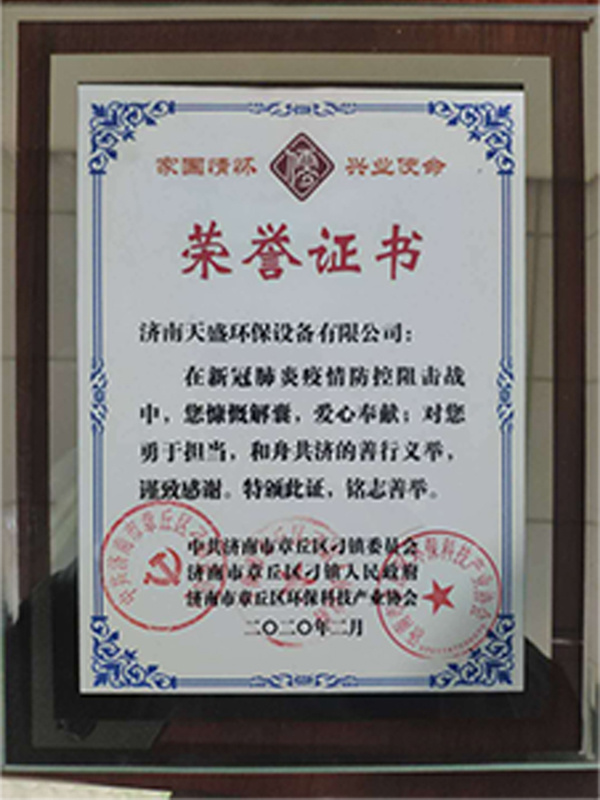 家国情怀 兴业使命
荣誉证书
济南天盛环保设备有限公司：
在新冠肺炎疫情防控阻击战
中，您慷慨解囊，爱心奉献；对您
勇于担当，和舟共济的善行义举，
谨致感谢。特颁此证，铭志善举。
中共济南市章丘区刁镇委员会
济南市章丘区刁镇人民政府
济南市章丘区环保科技产业协会
二〇二〇年二月